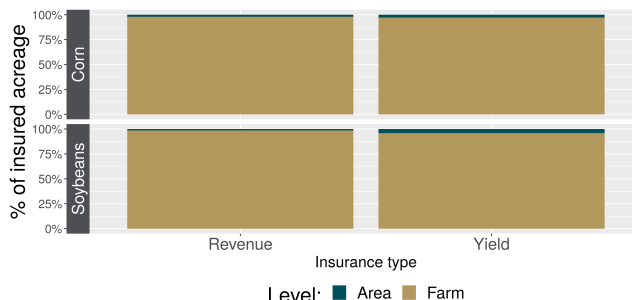 % of insured acreage
Corn
100%
75%
50%
25%
0%
Soybeans
100%
75%
50%
25%
0%
Revenue
Yield
Insurance type
Level: Area Farm